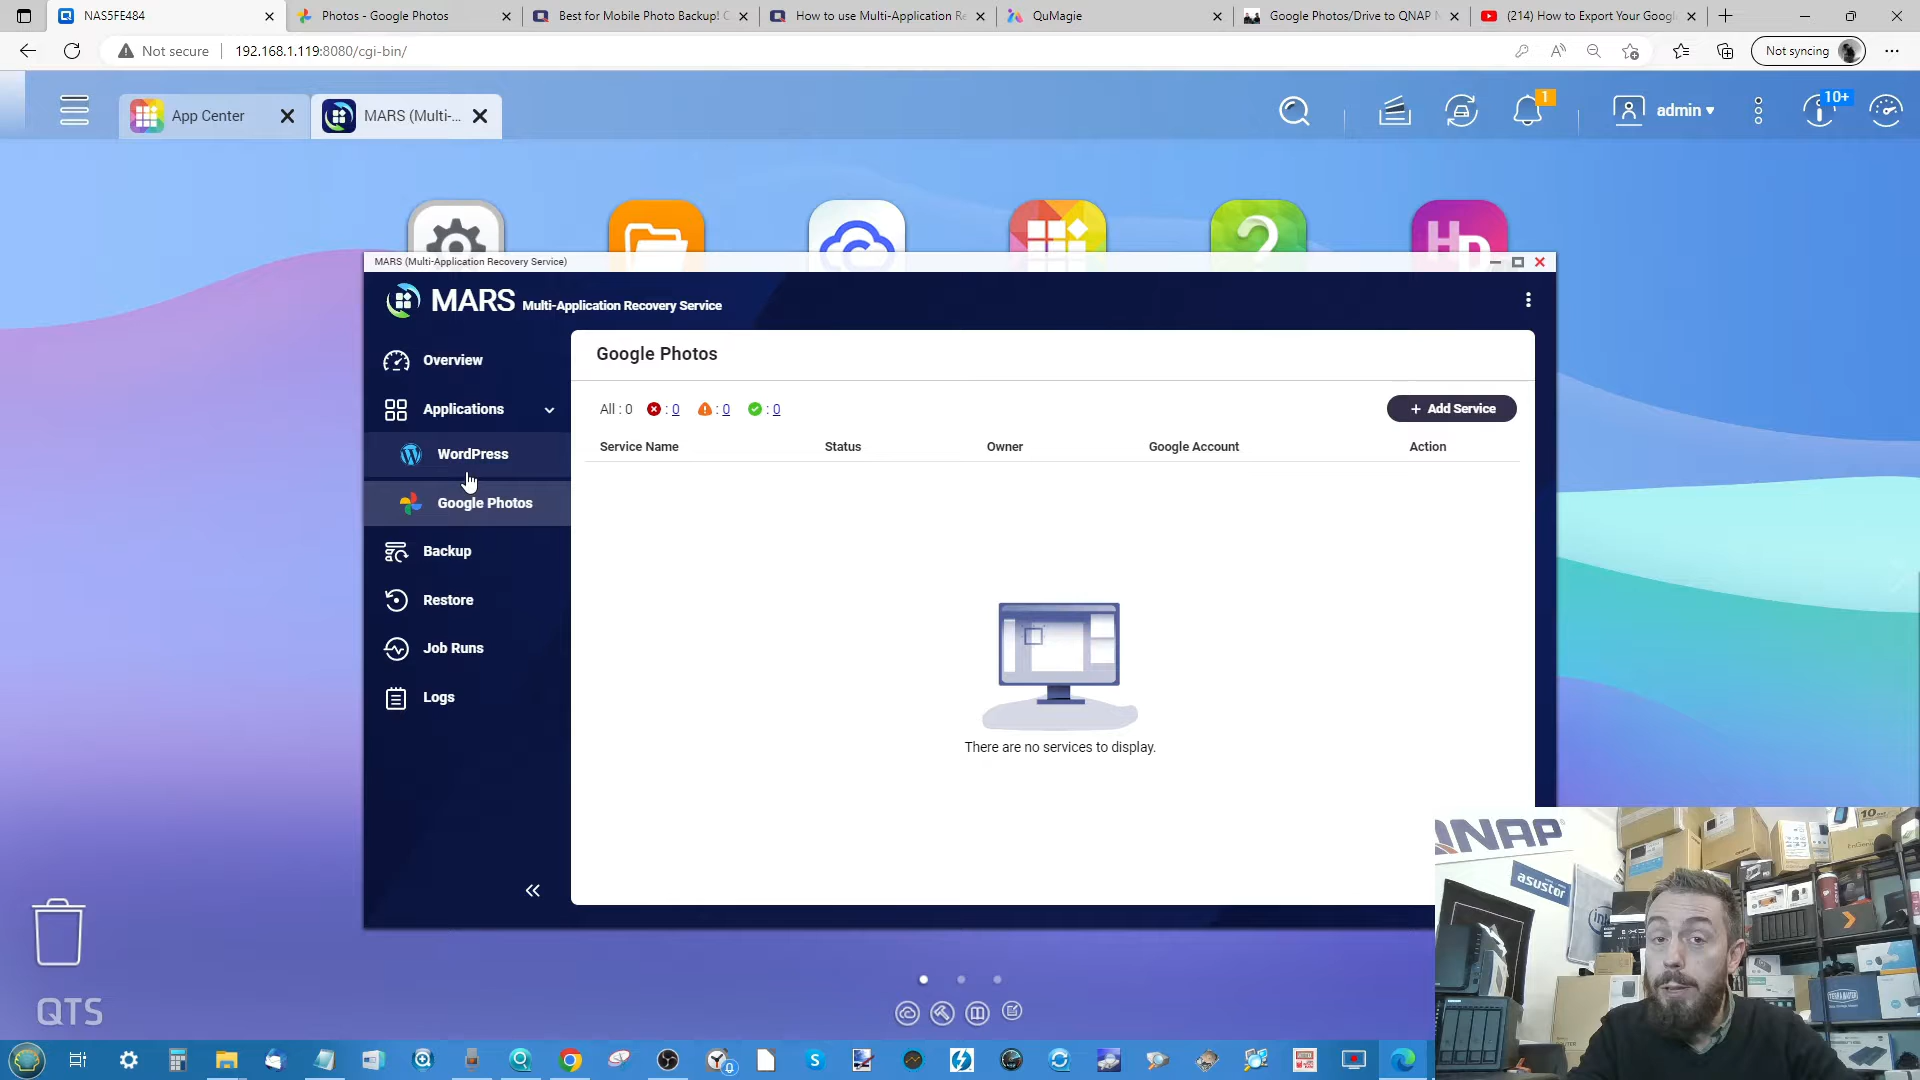 NAS5FE484
Photos - Google Photos
Best for Mobile Photo Backup! C
How to use Multi-Application Re
QuMagie
Google Photos/Drive to QNAP N
(214) How to Export Your Google
Not secure
192.168.1.119:8080/cgi-bin/
Not syncing
App Center
MARS (Multi-...
1
admin
10+
MARS (Multi-Application Recovery Service)
MARS Multi-Application Recovery Service
Overview
Applications
WordPress
Google Photos
Backup
Restore
Job Runs
Logs
Google Photos
All : 0 : 0 : 0 : 0
+ Add Service
Service Name Status Owner Google Account Action
There are no services to display.
QTS
QNAP
asustor
intel